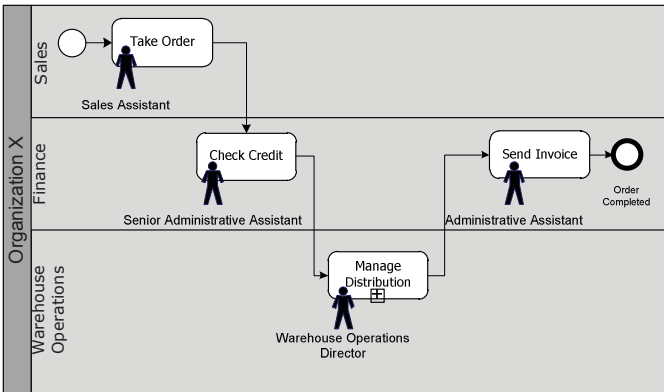 Organization X
Sales
Take Order
Sales Assistant
Finance
Check Credit
Senior Administrative Assistant
Send Invoice
Administrative Assistant
Order
Completed
Warehouse
Operations
Manage
Distribution
Warehouse Operations
Director